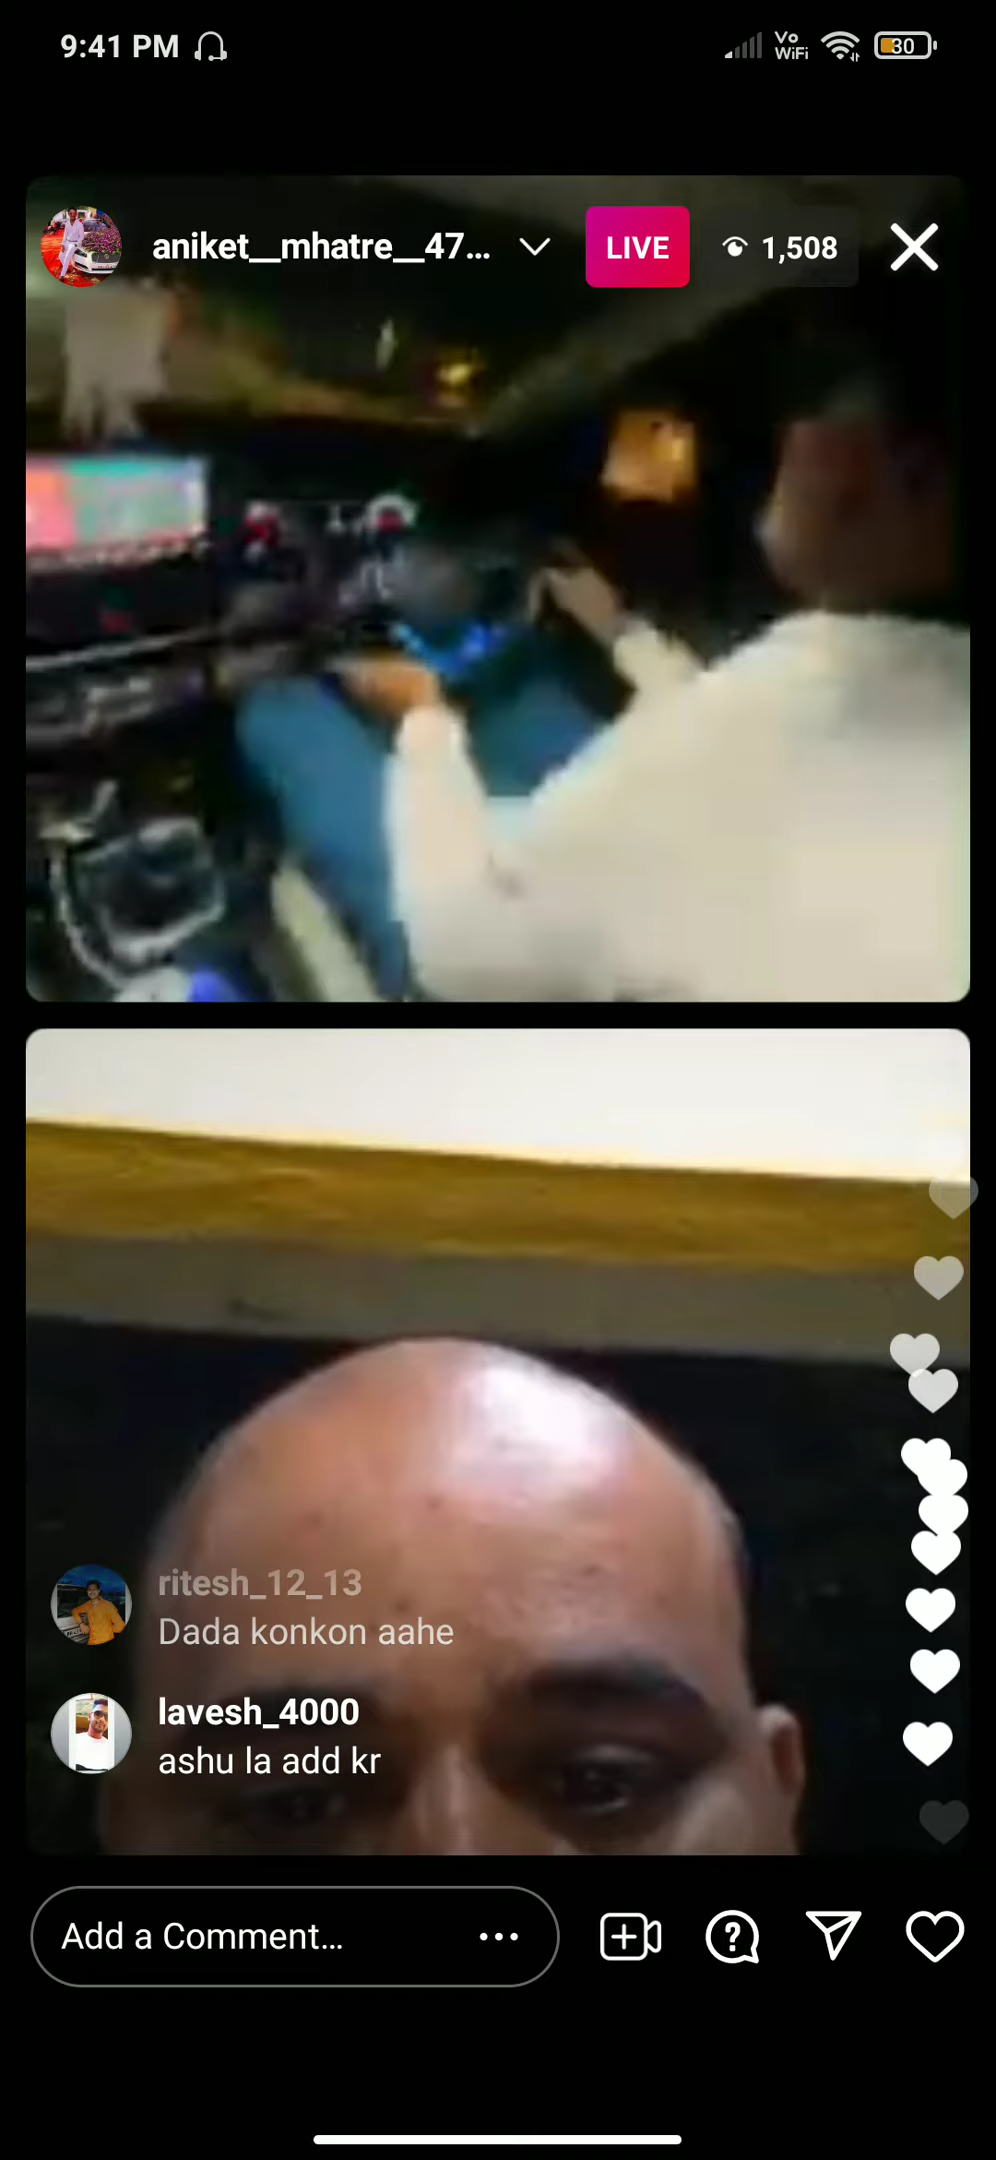 9:41 PM
Vo
WiFi
30
aniket__mhatre__47...
LIVE
1,508
ritesh_12_13
Dada konkon aahe
lavesh_4000
ashu la add kr
Add a Comment...